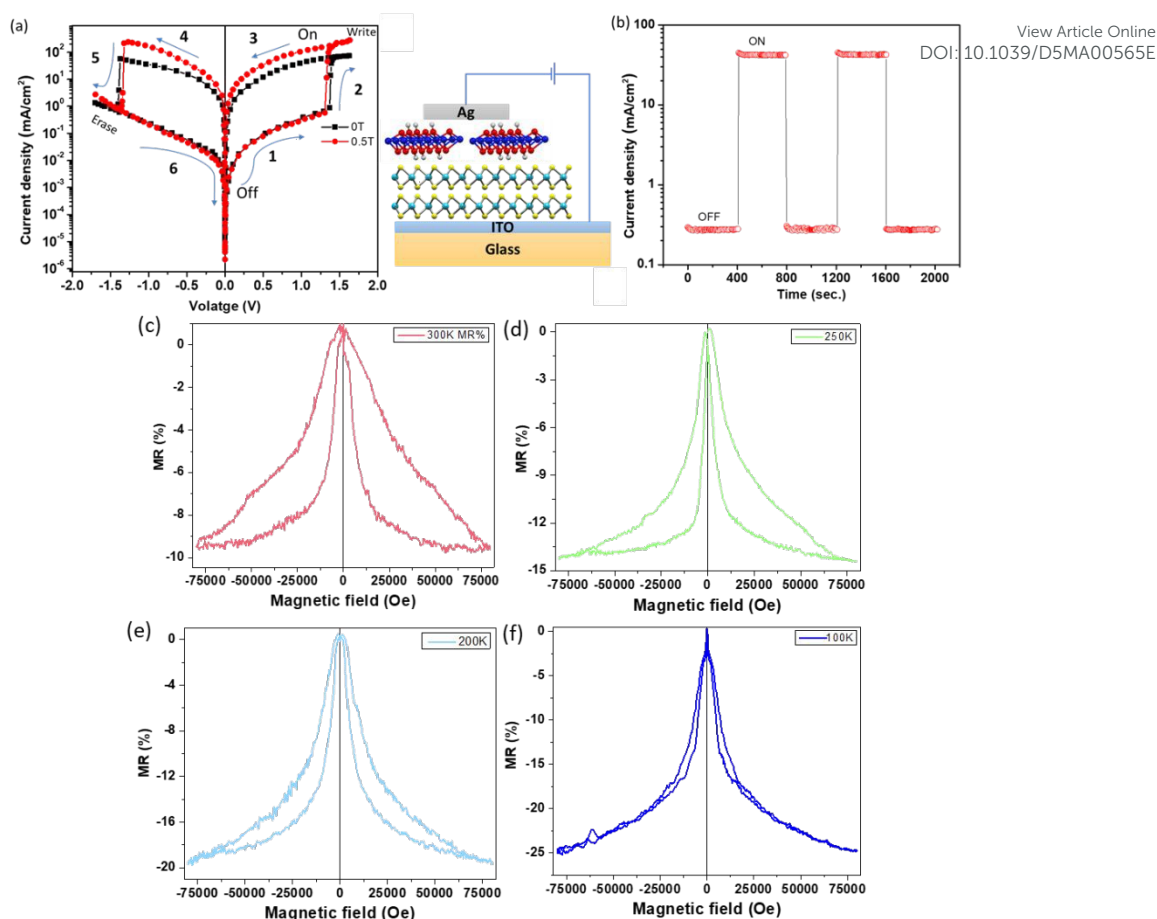 View Article Online
DOI: 10.1039/D5MA00565E
(a)
Current density (mA/cm²)
10³
10²
10¹
10⁰
10⁻¹
10⁻²
10⁻³
10⁻⁴
10⁻⁵
10⁻⁶
5
4
3
On
Write
2
Erase
6
1
Off
0T
0.5T
-2.0 -1.5 -1.0 -0.5 0.0 0.5 1.0 1.5 2.0
Volatge (V)
Ag
ITO
Glass
(b)
Current density (mA/cm²)
100
10
1
0.1
ON
OFF
0 400 800 1200 1600 2000
Time (sec.)
(c)
300K MR%
MR (%)
0
-2
-4
-6
-8
-10
-75000 -50000 -25000 0 25000 50000 75000
Magnetic field (Oe)
(d)
250K
MR (%)
0
-3
-6
-9
-12
-15
-75000 -50000 -25000 0 25000 50000 75000
Magnetic field (Oe)
(e)
200K
MR (%)
0
-4
-8
-12
-16
-20
-75000 -50000 -25000 0 25000 50000 75000
Magnetic field (Oe)
(f)
100K
MR (%)
0
-5
-10
-15
-20
-25
-75000 -50000 -25000 0 25000 50000 75000
Magnetic field (Oe)